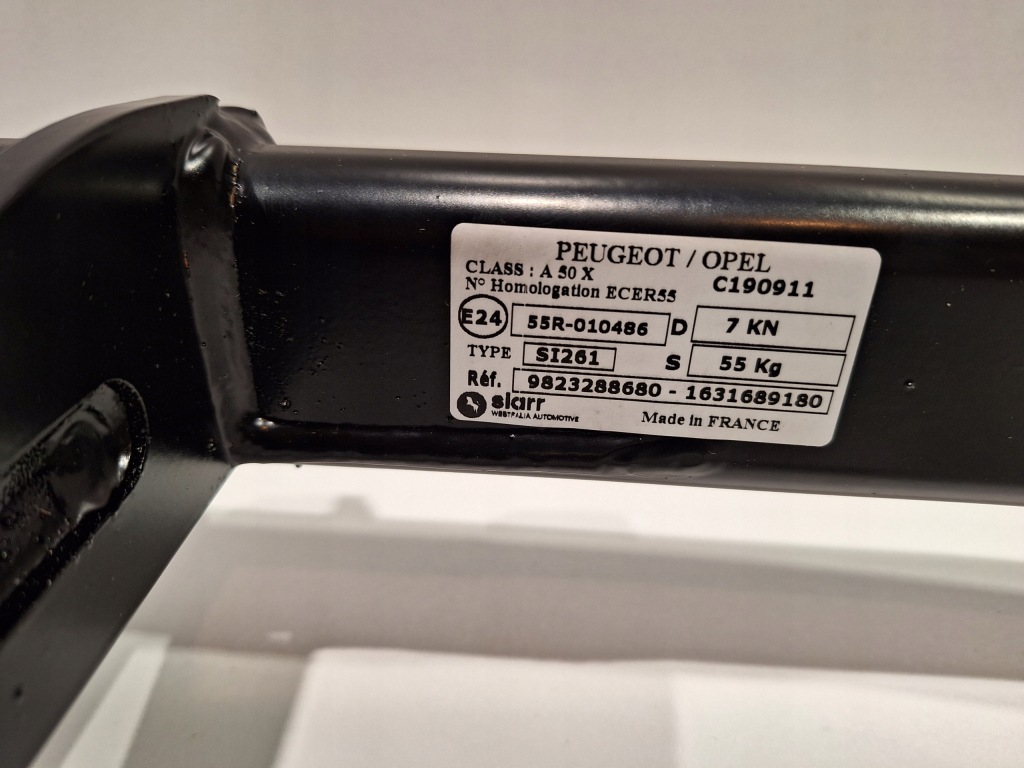 PEUGEOT / OPEL
CLASS : A 50 X
C190911
N° Homologation ECER55
E24 55R-010486 D 7 KN
TYPE SI261 S 55 Kg
Réf. 9823288680 - 1631689180
siarr
WESTFALIA AUTOMOTIVE
Made in FRANCE